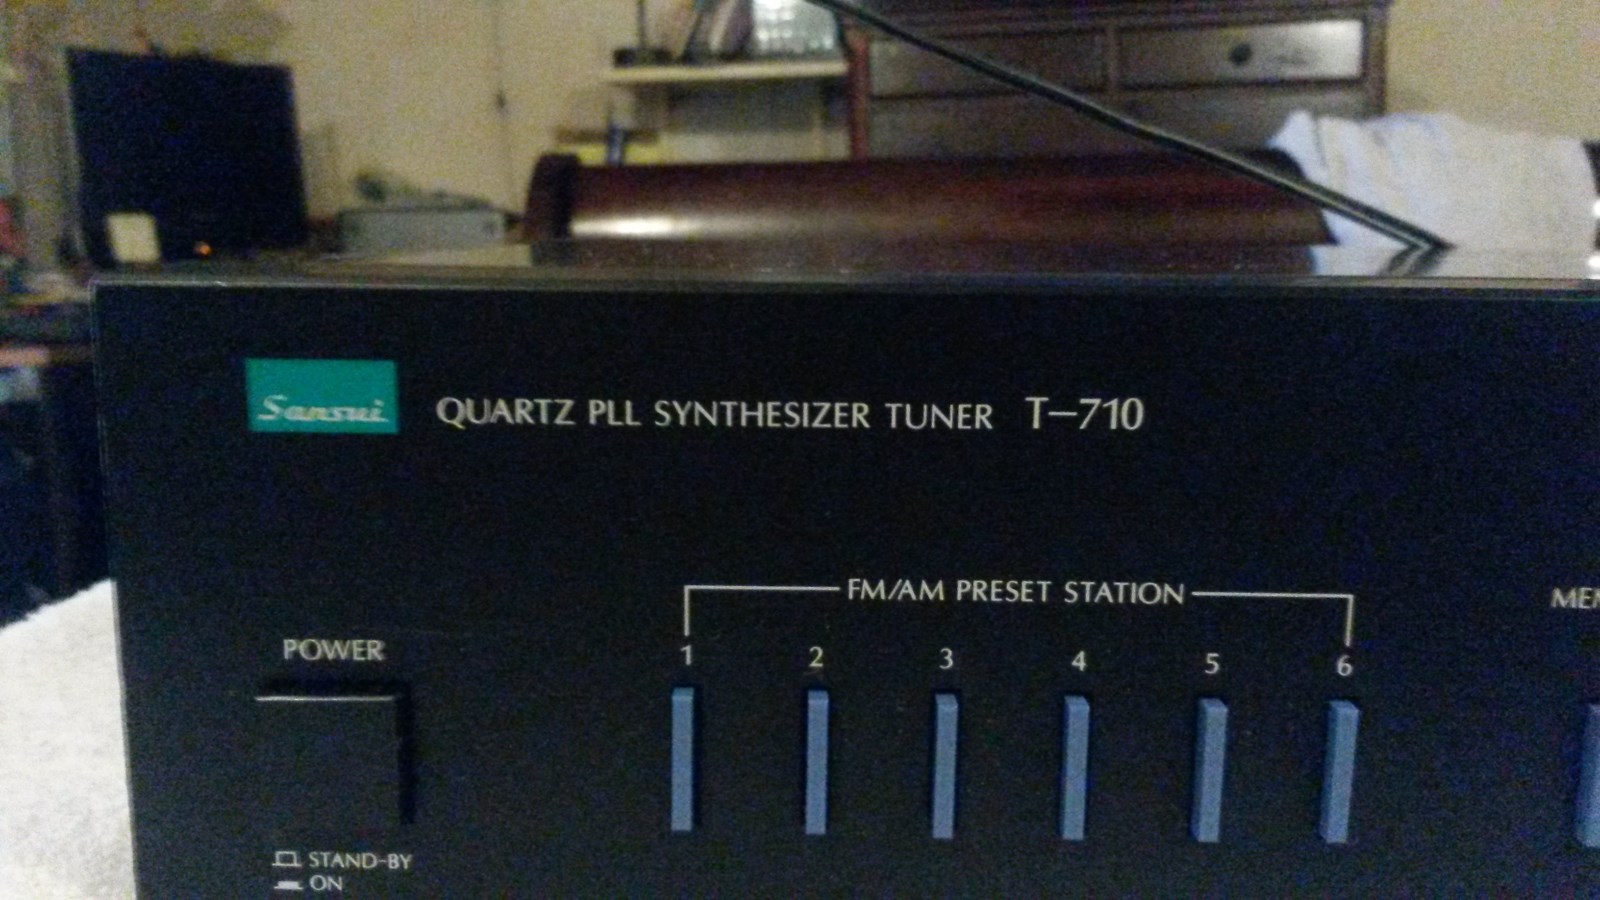 Sansui QUARTZ PLL SYNTHESIZER TUNER T-710
FM/AM PRESET STATION
POWER
1 2 3 4 5 6
STAND-BY
ON